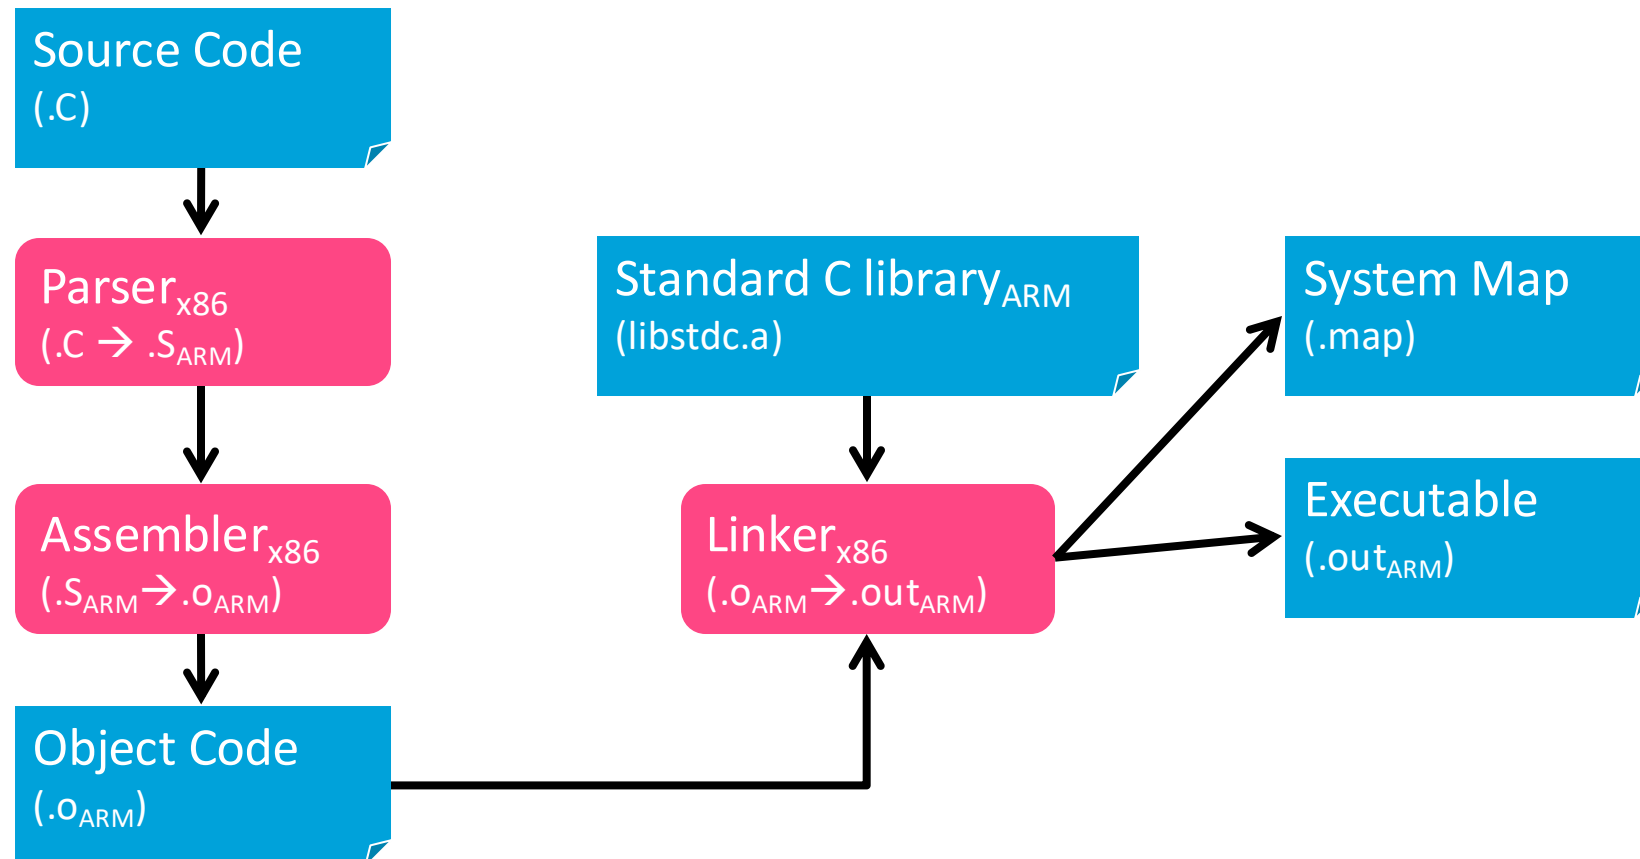 Source Code
(.C)
Parserx86
(.C → .SARM)
Assemblerx86
(.SARM→.oARM)
Object Code
(.oARM)
Standard C libraryARM
(libstdc.a)
Linkerx86
(.oARM→.outARM)
System Map
(.map)
Executable
(.outARM)